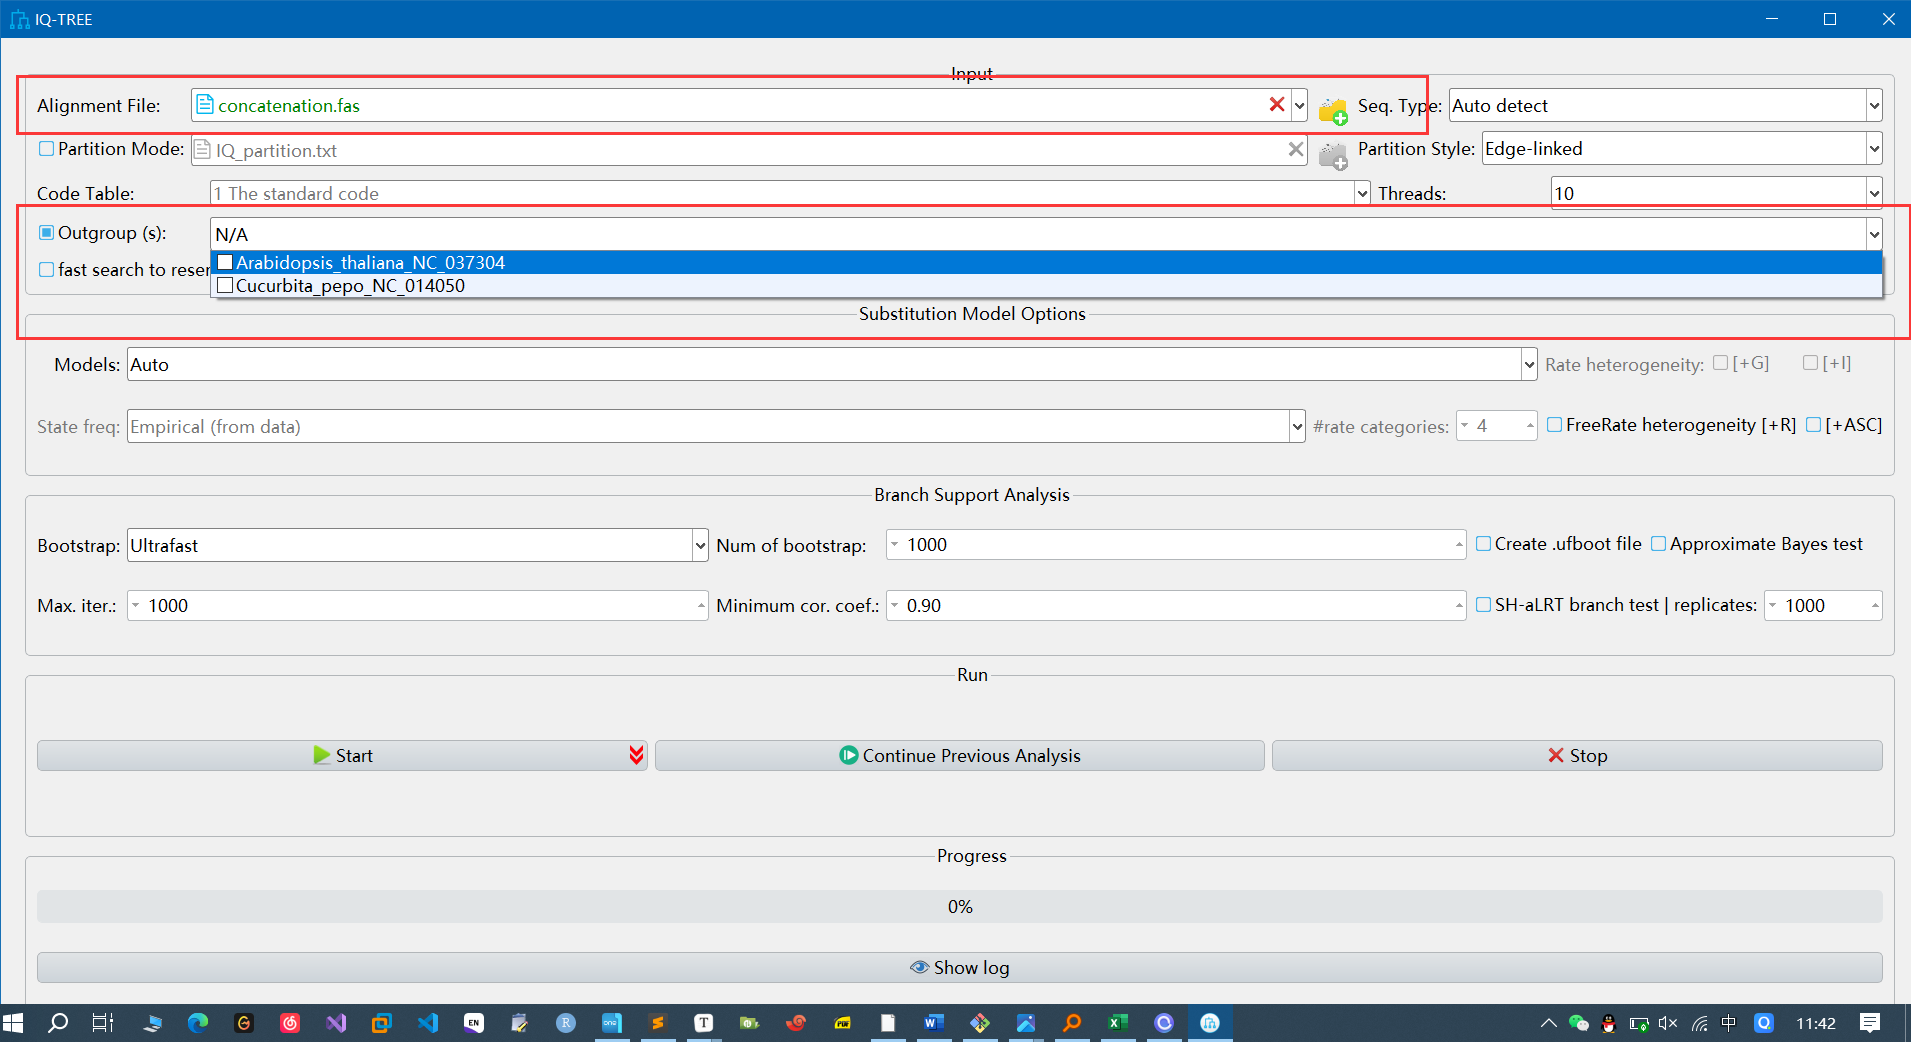 IQ-TREE
Input
Alignment File: concatenation.fas Seq. Type: Auto detect
Partition Mode: IQ_partition.txt Partition Style: Edge-linked
Code Table: 1 The standard code Threads: 10
Outgroup (s): N/A
Arabidopsis_thaliana_NC_037304
fast search to reser
Cucurbita_pepo_NC_014050
Substitution Model Options
Models: Auto Rate heterogeneity: [+G] [+I]
State freq: Empirical (from data) #rate categories: 4 FreeRate heterogeneity [+R] [+ASC]
Branch Support Analysis
Bootstrap: Ultrafast Num of bootstrap: 1000 Create .ufboot file Approximate Bayes test
Max. iter.: 1000 Minimum cor. coef.: 0.90 SH-aLRT branch test | replicates: 1000
Run
Start Continue Previous Analysis Stop
Progress
0%
Show log
EN R one T W X 中 Q 11:42